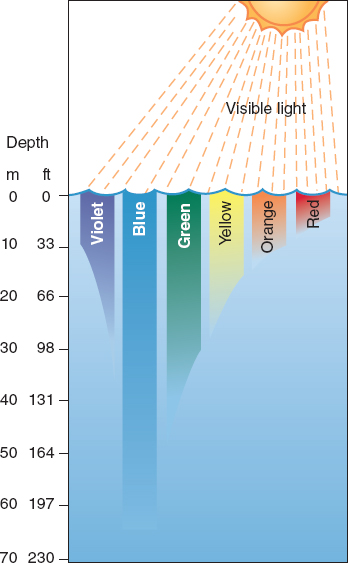 Visible light
Depth
m ft
0 0
Violet
Blue
Green
Yellow
Orange
Red
10 33
20 66
30 98
40 131
50 164
60 197
70 230